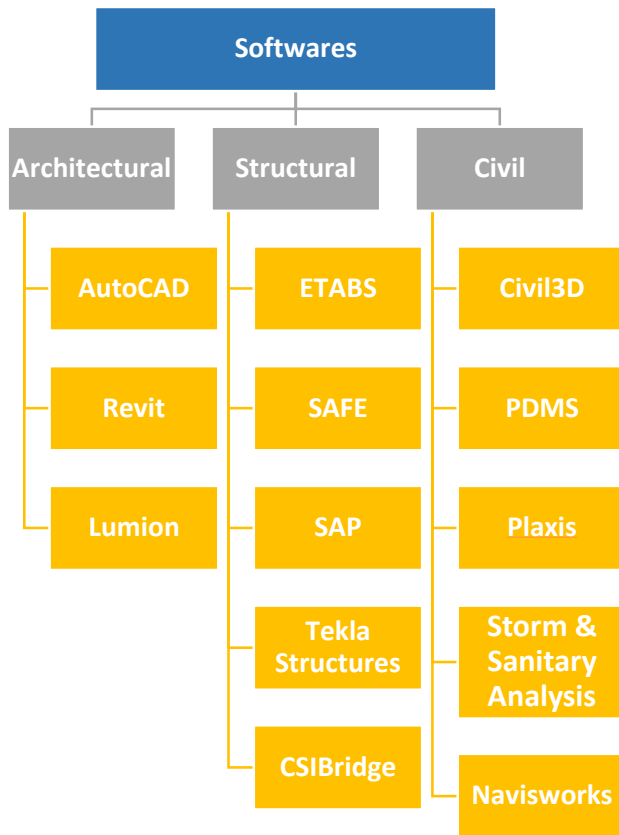 Softwares
Architectural
Structural
Civil
AutoCAD
Revit
Lumion
ETABS
SAFE
SAP
Tekla
Structures
CSIBridge
Civil3D
PDMS
Plaxis
Storm &
Sanitary
Analysis
Navisworks